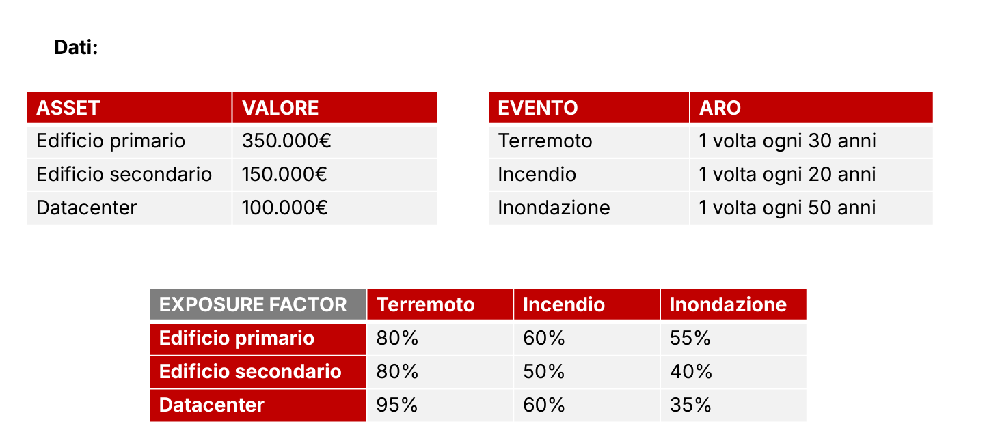 Dati:
ASSET VALORE
Edificio primario 350.000€
Edificio secondario 150.000€
Datacenter 100.000€
EVENTO ARO
Terremoto 1 volta ogni 30 anni
Incendio 1 volta ogni 20 anni
Inondazione 1 volta ogni 50 anni
EXPOSURE FACTOR Terremoto Incendio Inondazione
Edificio primario 80% 60% 55%
Edificio secondario 80% 50% 40%
Datacenter 95% 60% 35%